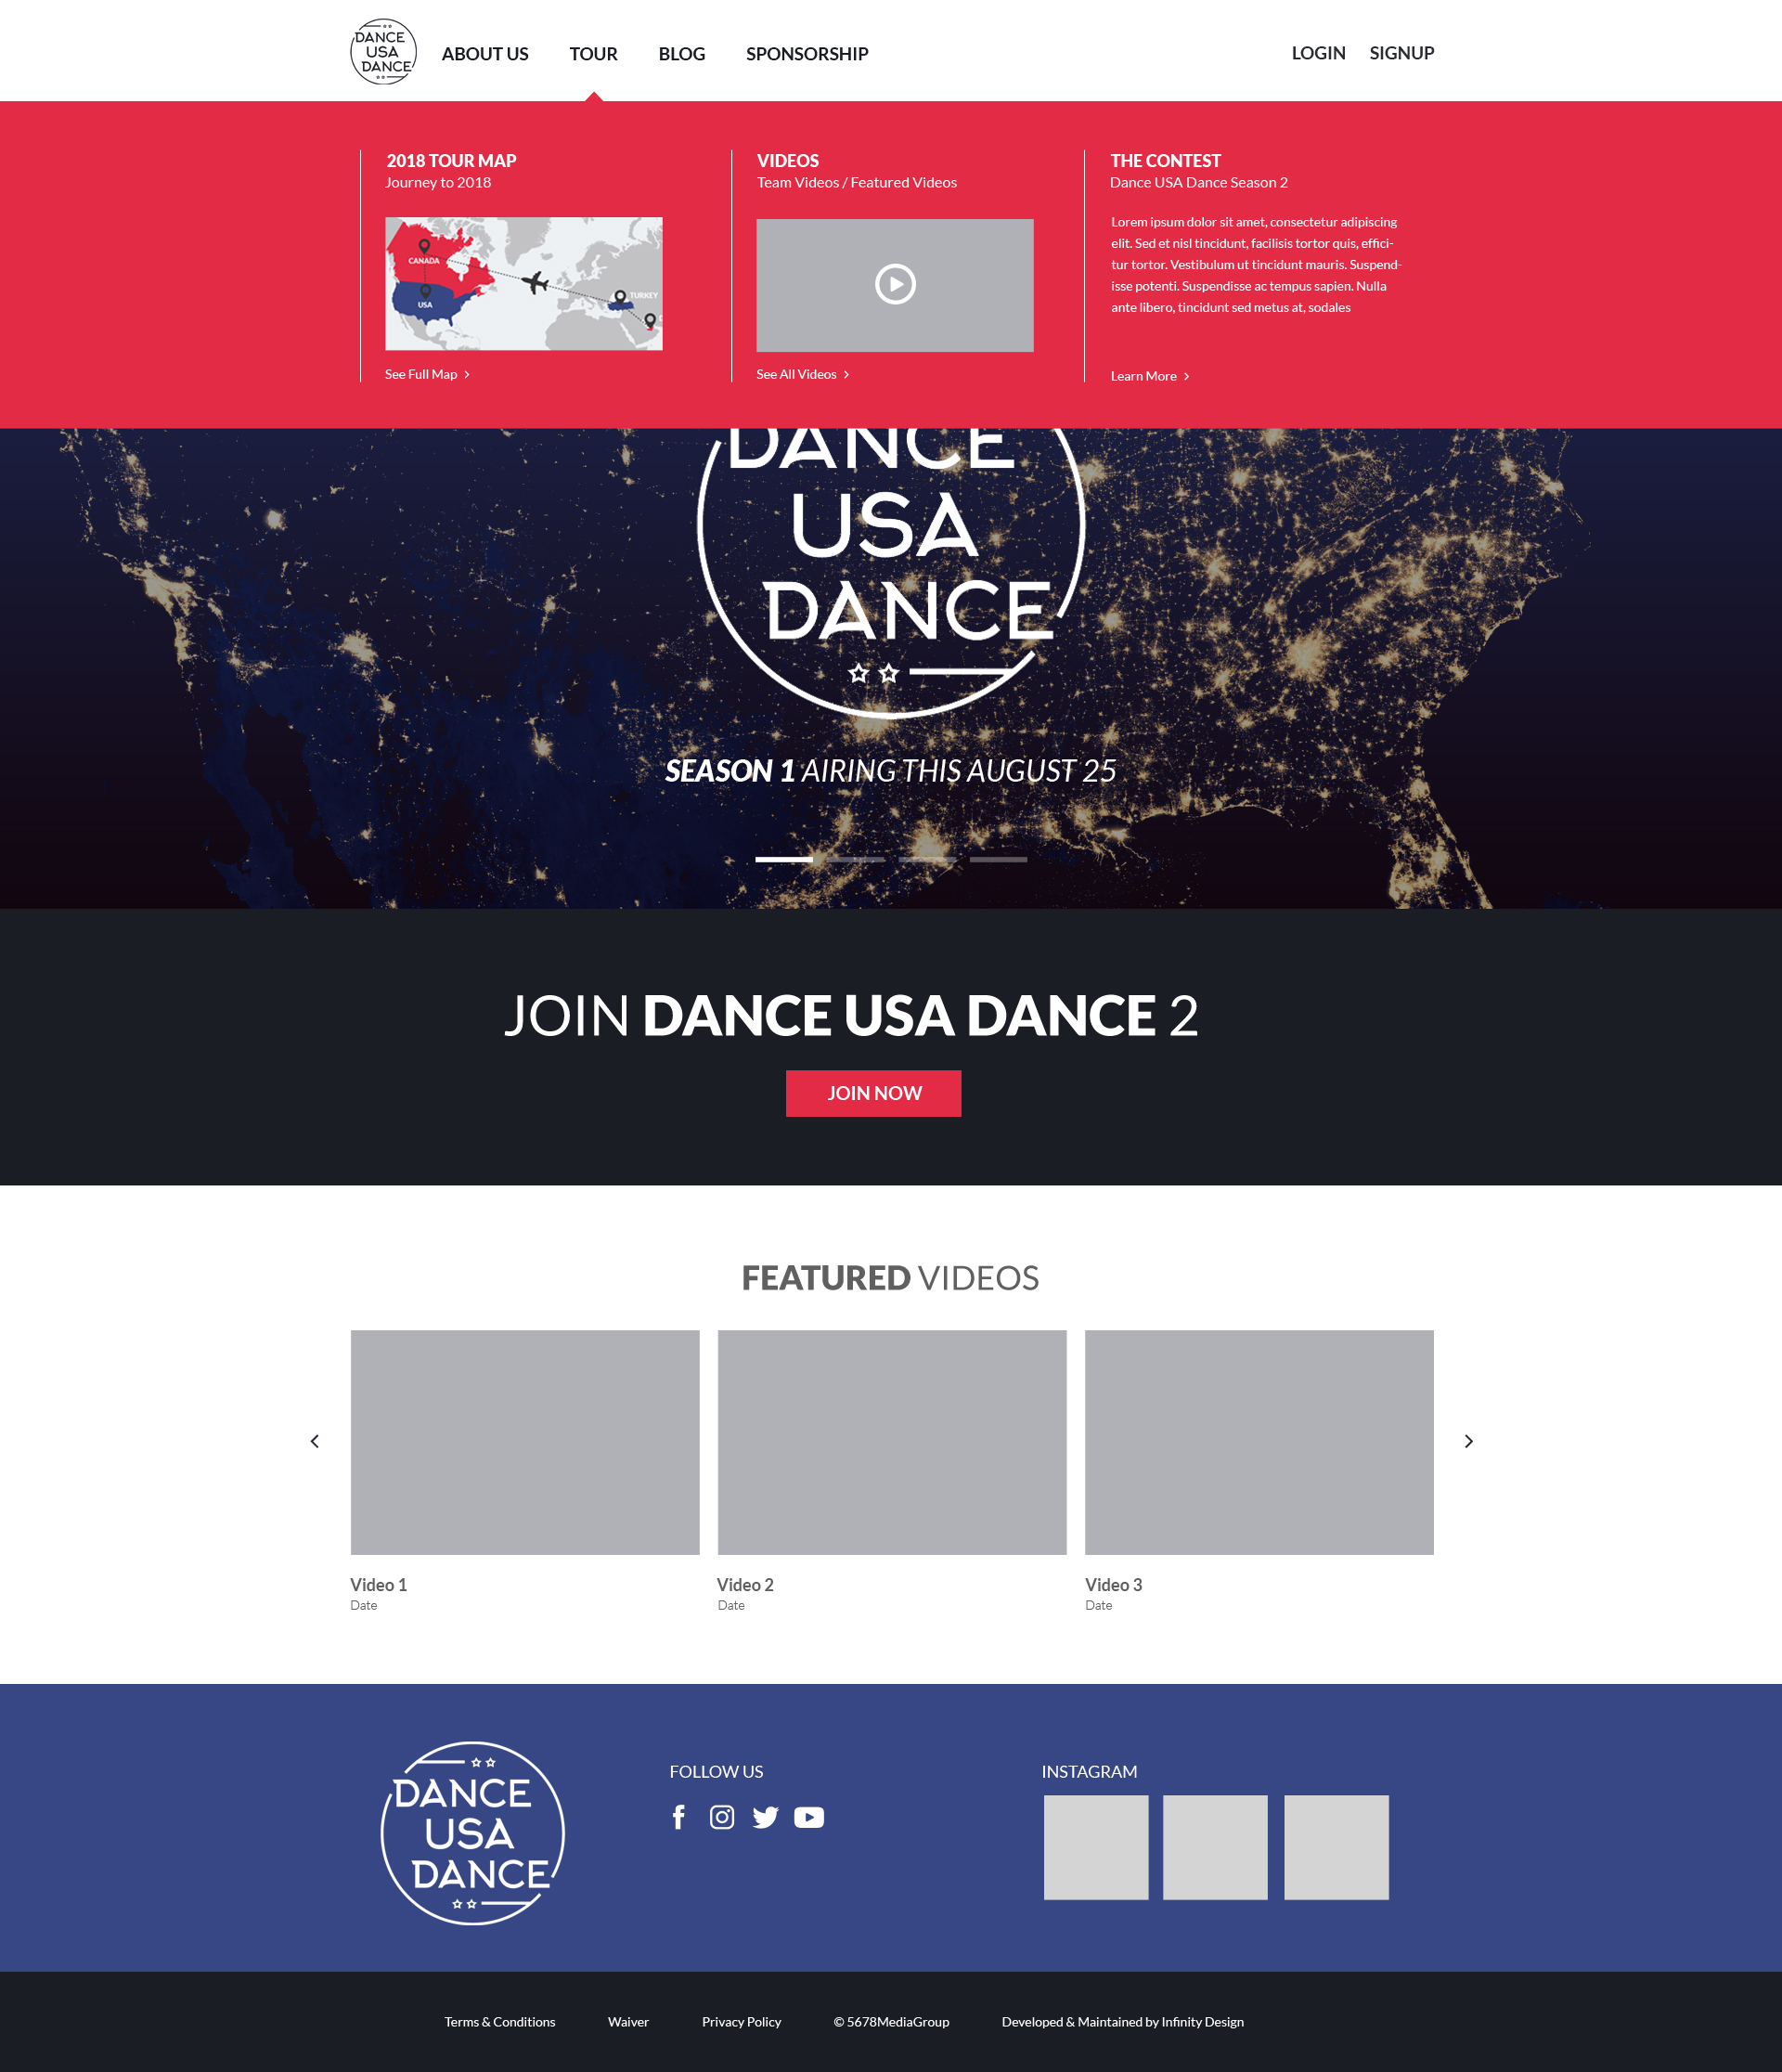 DANCE
USA
DANCE
ABOUT US
TOUR
BLOG
SPONSORSHIP
LOGIN
SIGNUP
2018 TOUR MAP
Journey to 2018
CANADA
USA
TURKEY
See Full Map
VIDEOS
Team Videos / Featured Videos
See All Videos
THE CONTEST
Dance USA Dance Season 2
Lorem ipsum dolor sit amet, consectetur adipiscing
elit. Sed et nisl tincidunt, facilisis tortor quis, effici-
tur tortor. Vestibulum ut tincidunt mauris. Suspend-
isse potenti. Suspendisse ac tempus sapien. Nulla
ante libero, tincidunt sed metus at, sodales
Learn More
DANCE
USA
DANCE
SEASON 1 AIRING THIS AUGUST 25
JOIN DANCE USA DANCE 2
JOIN NOW
FEATURED VIDEOS
Video 1
Date
Video 2
Date
Video 3
Date
DANCE
USA
DANCE
FOLLOW US
INSTAGRAM
Terms & Conditions
Waiver
Privacy Policy
© 5678MediaGroup
Developed & Maintained by Infinity Design